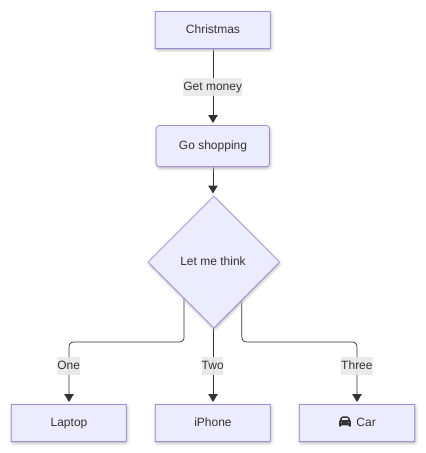 Christmas
Get money
Go shopping
Let me think
One
Two
Three
Laptop
iPhone
Car